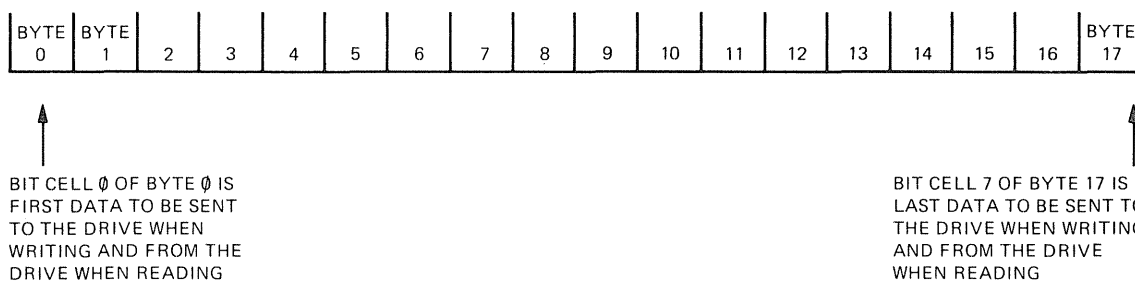 BYTE BYTE BYTE
0 1 2 3 4 5 6 7 8 9 10 11 12 13 14 15 16 17
BIT CELL Ø OF BYTE Ø IS
FIRST DATA TO BE SENT
TO THE DRIVE WHEN
WRITING AND FROM THE
DRIVE WHEN READING
BIT CELL 7 OF BYTE 17 IS
LAST DATA TO BE SENT TO
THE DRIVE WHEN WRITING
AND FROM THE DRIVE
WHEN READING